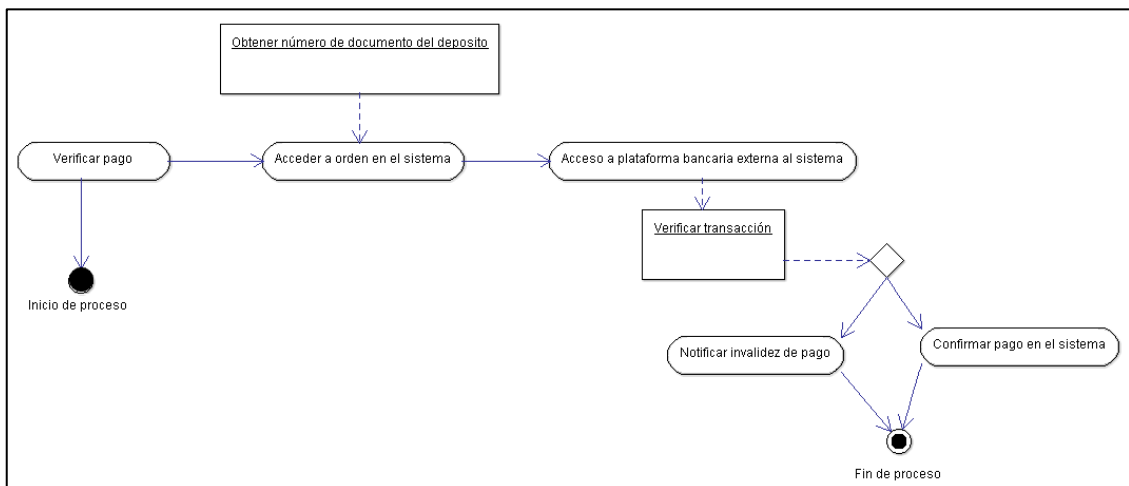 Obtener número de documento del deposito
Verificar pago
Acceder a orden en el sistema
Acceso a plataforma bancaria externa al sistema
Verificar transacción
Inicio de proceso
Notificar invalidez de pago
Confirmar pago en el sistema
Fin de proceso